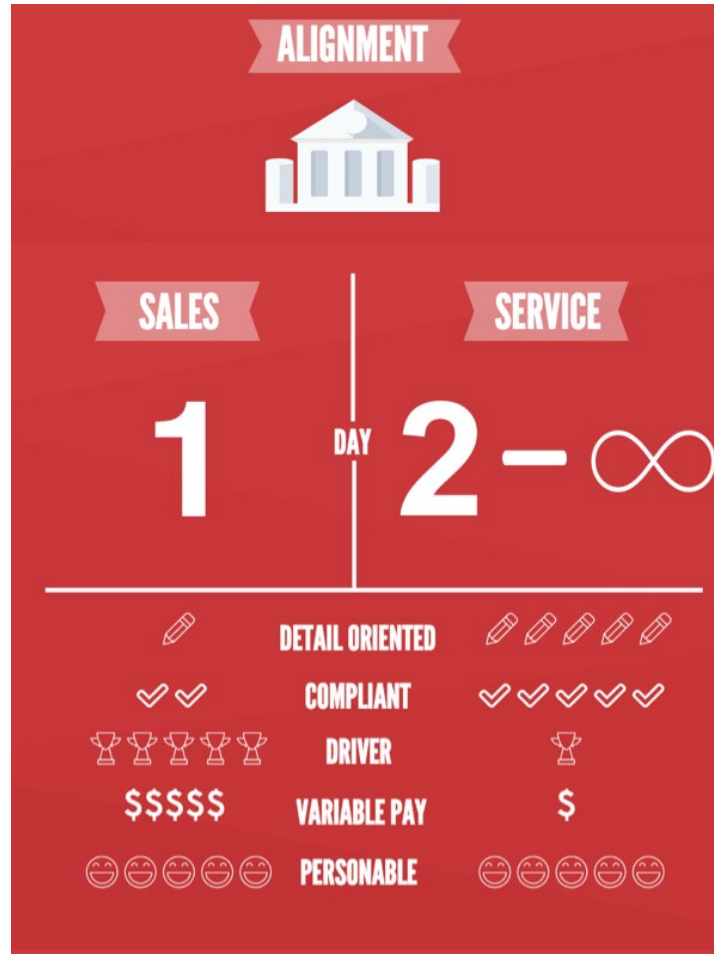 ALIGNMENT
SALES
SERVICE
1
DAY
2-∞
DETAIL ORIENTED
COMPLIANT
DRIVER
$$$$$ VARIABLE PAY $
PERSONABLE